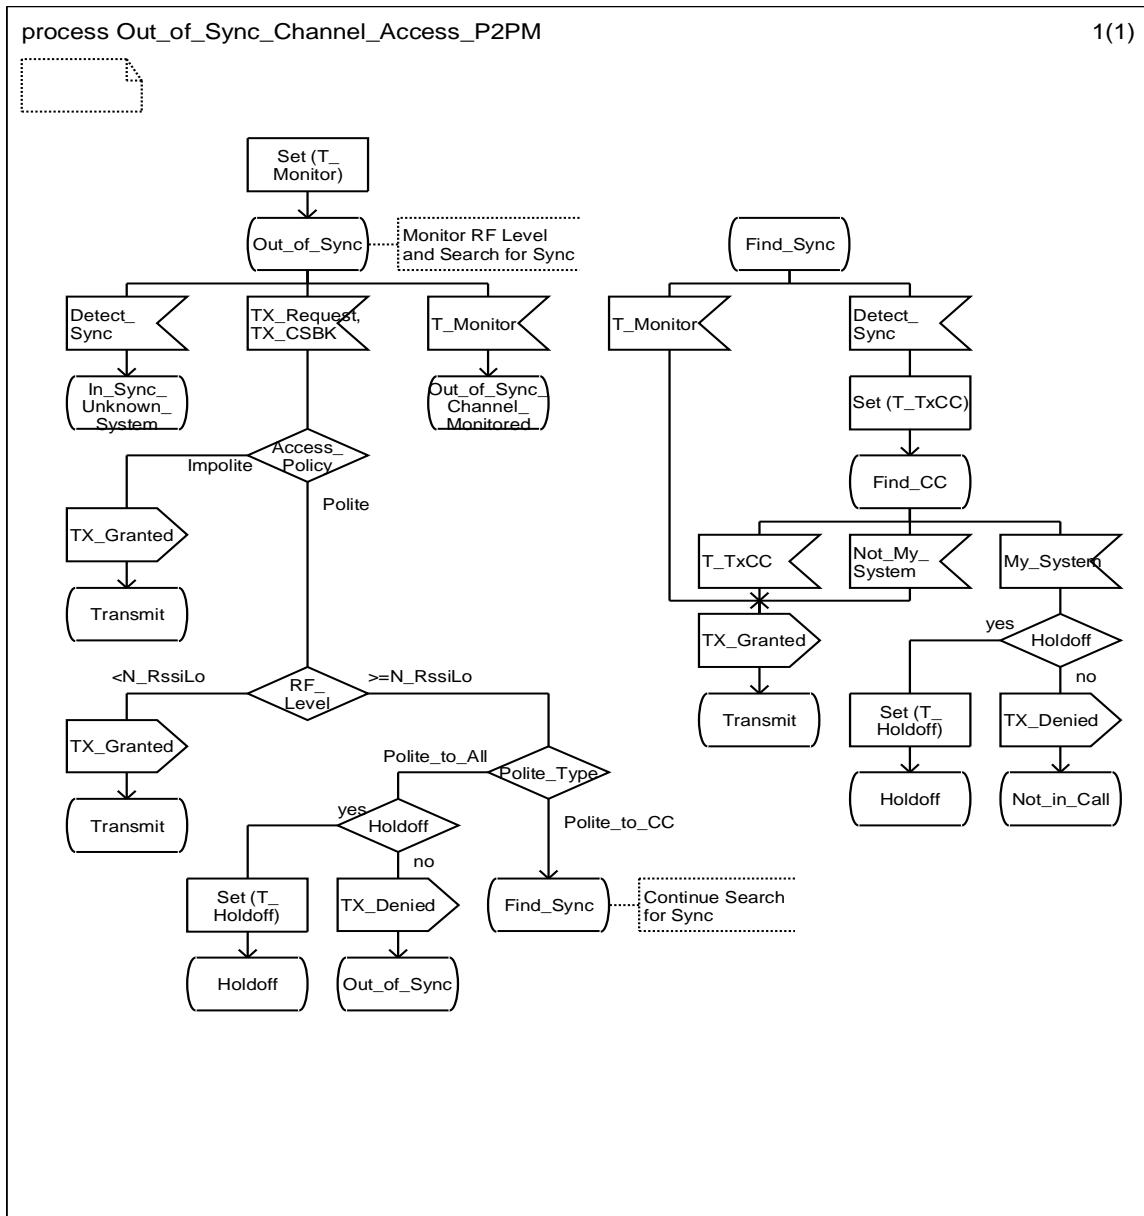 process Out_of_Sync_Channel_Access_P2PM
1(1)
Set (T_
Monitor)
Out_of_Sync
Monitor RF Level
and Search for Sync
Find_Sync
Detect_
Sync
TX_Request,
TX_CSBK
T_Monitor
T_Monitor
Detect_
Sync
In_Sync_
Unknown_
System
Out_of_Sync_
Channel_
Monitored
Set (T_TxCC)
Access_
Policy
Impolite
Polite
Find_CC
TX_Granted
T_TxCC
Not_My_
System
My_System
Transmit
TX_Granted
yes
Holdoff
no
<N_RssiLo
RF_
Level
>=N_RssiLo
TX_Granted
Transmit
Set (T_
Holdoff)
TX_Denied
Polite_to_All
Polite_Type
Transmit
Holdoff
Not_in_Call
yes
Holdoff
no
Polite_to_CC
Set (T_
Holdoff)
TX_Denied
Find_Sync
Continue Search
for Sync
Holdoff
Out_of_Sync